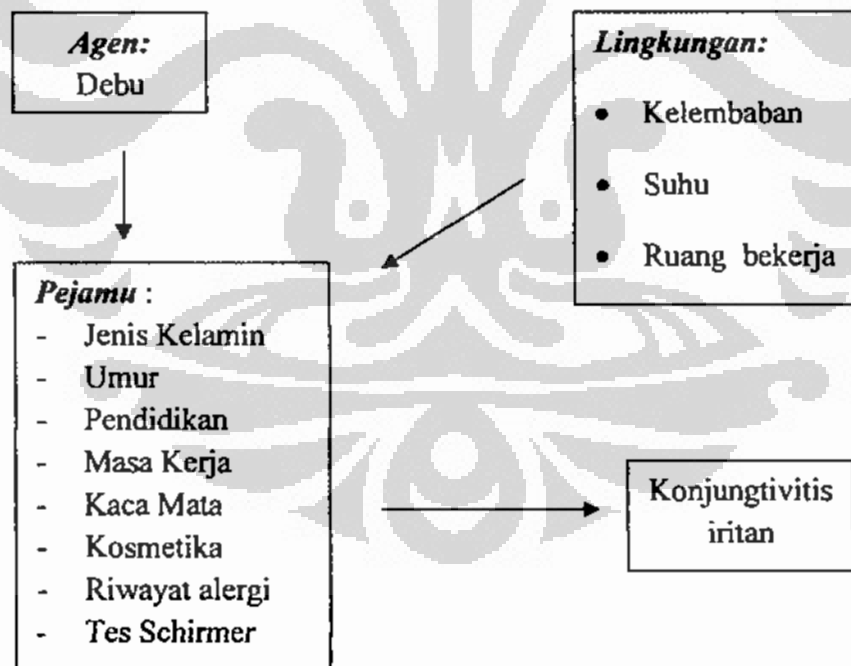 Agen:
Debu
Lingkungan:
• Kelembaban
• Suhu
• Ruang bekerja
Pejamu :
- Jenis Kelamin
- Umur
- Pendidikan
- Masa Kerja
- Kaca Mata
- Kosmetika
- Riwayat alergi
- Tes Schirmer
Konjungtivitis
iritan